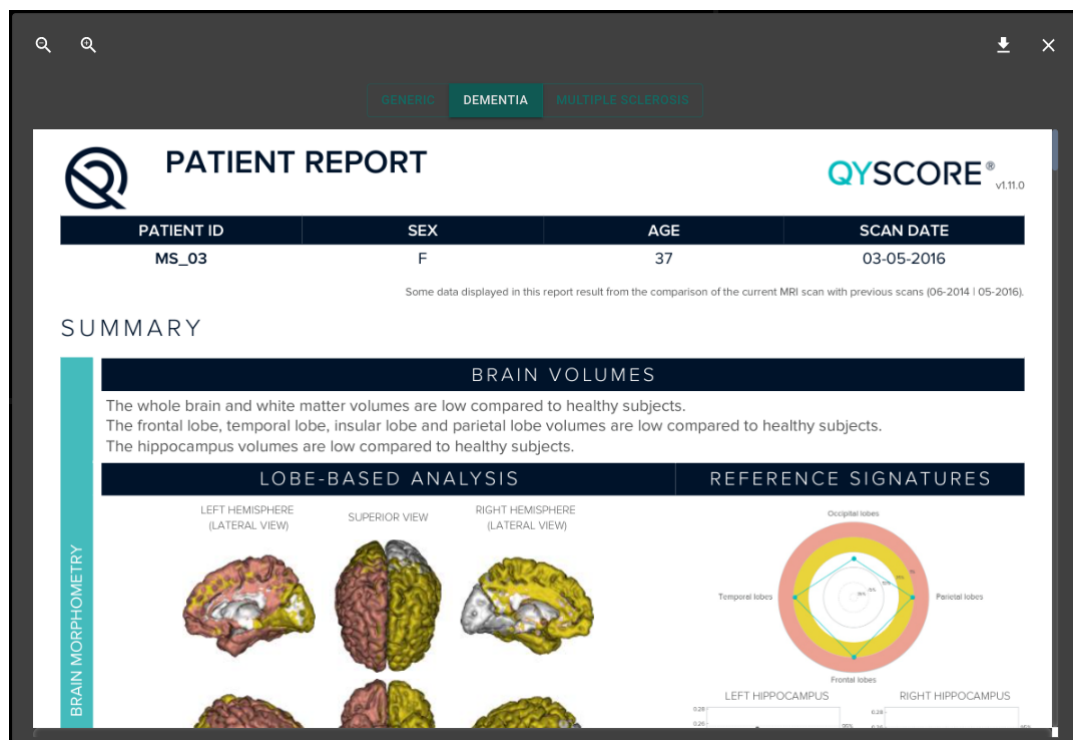 GENERIC DEMENTIA MULTIPLE SCLEROSIS
PATIENT REPORT
QYSCORE® v1.11.0
PATIENT ID SEX AGE SCAN DATE
MS_03 F 37 03-05-2016
Some data displayed in this report result from the comparison of the current MRI scan with previous scans (06-2014 | 05-2016).
SUMMARY
BRAIN MORPHOMETRY
BRAIN VOLUMES
The whole brain and white matter volumes are low compared to healthy subjects.
The frontal lobe, temporal lobe, insular lobe and parietal lobe volumes are low compared to healthy subjects.
The hippocampus volumes are low compared to healthy subjects.
LOBE-BASED ANALYSIS
LEFT HEMISPHERE
(LATERAL VIEW)
SUPERIOR VIEW
RIGHT HEMISPHERE
(LATERAL VIEW)
REFERENCE SIGNATURES
Occipital lobes
Temporal lobes
Parietal lobes
Frontal lobes
LEFT HIPPOCAMPUS
0.28
0.26
RIGHT HIPPOCAMPUS
0.28